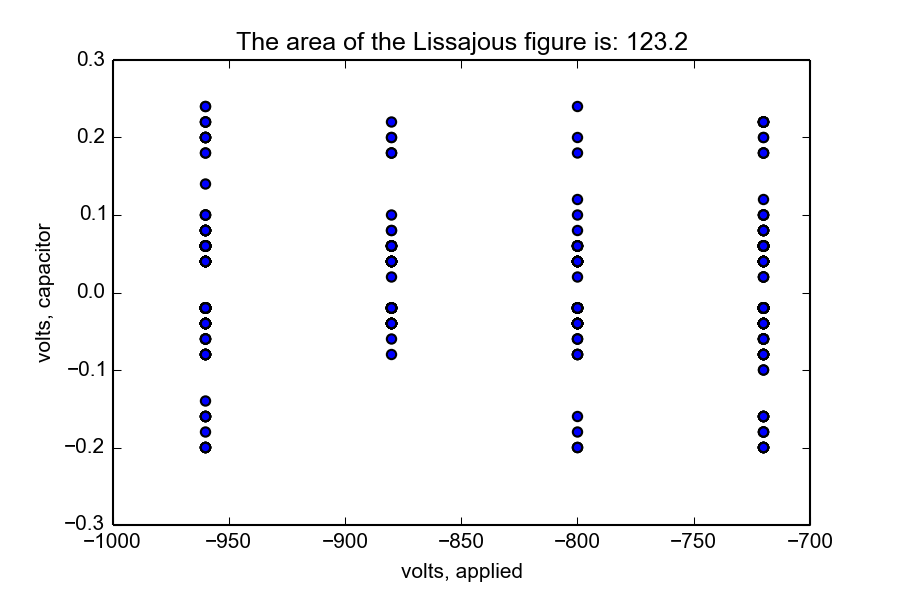 The area of the Lissajous figure is: 123.2
0.3
0.2
0.1
0.0
−0.1
−0.2
−0.3
−1000 −950 −900 −850 −800 −750 −700
volts, capacitor
volts, applied